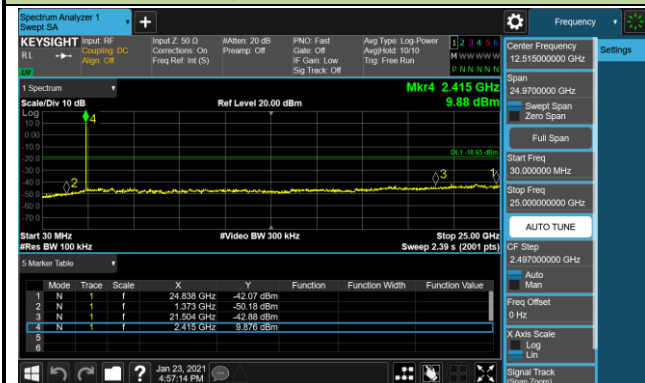 Spectrum Analyzer 1
Swept SA
Frequency
KEYSIGHT
RL
Input: RF
Coupling: DC
Align: Off
Input Z: 50 Ω
Corrections: On
Freq Ref: Int (S)
#Atten: 20 dB
Preamp: Off
PNO: Fast
Gate: Off
IF Gain: Low
Sig Track: Off
Avg Type: Log-Power
Avg|Hold: 10/10
Trig: Free Run
1 2 3 4 5 6
M W W W W W
P N N N N N
1 Spectrum
Mkr4 2.415 GHz
9.88 dBm
Scale/Div 10 dB
Ref Level 20.00 dBm
Log
10.0
0.00
-10.0
-20.0
-30.0
-40.0
-50.0
-60.0
-70.0
4
DL1 -18.65 dBm
2
3
1
Start 30 MHz
#Video BW 300 kHz
Stop 25.00 GHz
#Res BW 100 kHz
Sweep 2.39 s (2001 pts)
5 Marker Table
Mode Trace Scale X Y Function Function Width Function Value
1 N 1 f 24.838 GHz -42.07 dBm
2 N 1 f 1.373 GHz -50.18 dBm
3 N 1 f 21.504 GHz -42.88 dBm
4 N 1 f 2.415 GHz 9.876 dBm
5
6
Jan 23, 2021
4:57:14 PM
Center Frequency
12.515000000 GHz
Settings
Span
24.9700000 GHz
Swept Span
Zero Span
Full Span
Start Freq
30.000000 MHz
Stop Freq
25.000000000 GHz
AUTO TUNE
CF Step
2.497000000 GHz
Auto
Man
Freq Offset
0 Hz
X Axis Scale
Log
Lin
Signal Track
(Span Zoom)